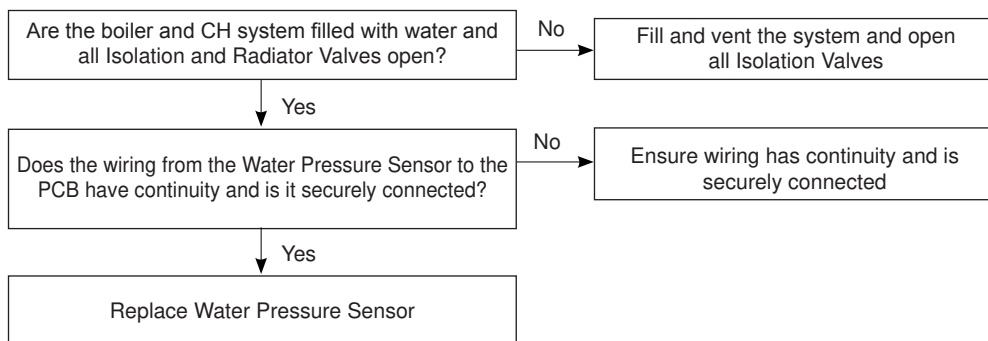 Are the boiler and CH system filled with water and
all Isolation and Radiator Valves open?
No
Fill and vent the system and open
all Isolation Valves
Yes
Does the wiring from the Water Pressure Sensor to the
PCB have continuity and is it securely connected?
No
Ensure wiring has continuity and is
securely connected
Yes
Replace Water Pressure Sensor